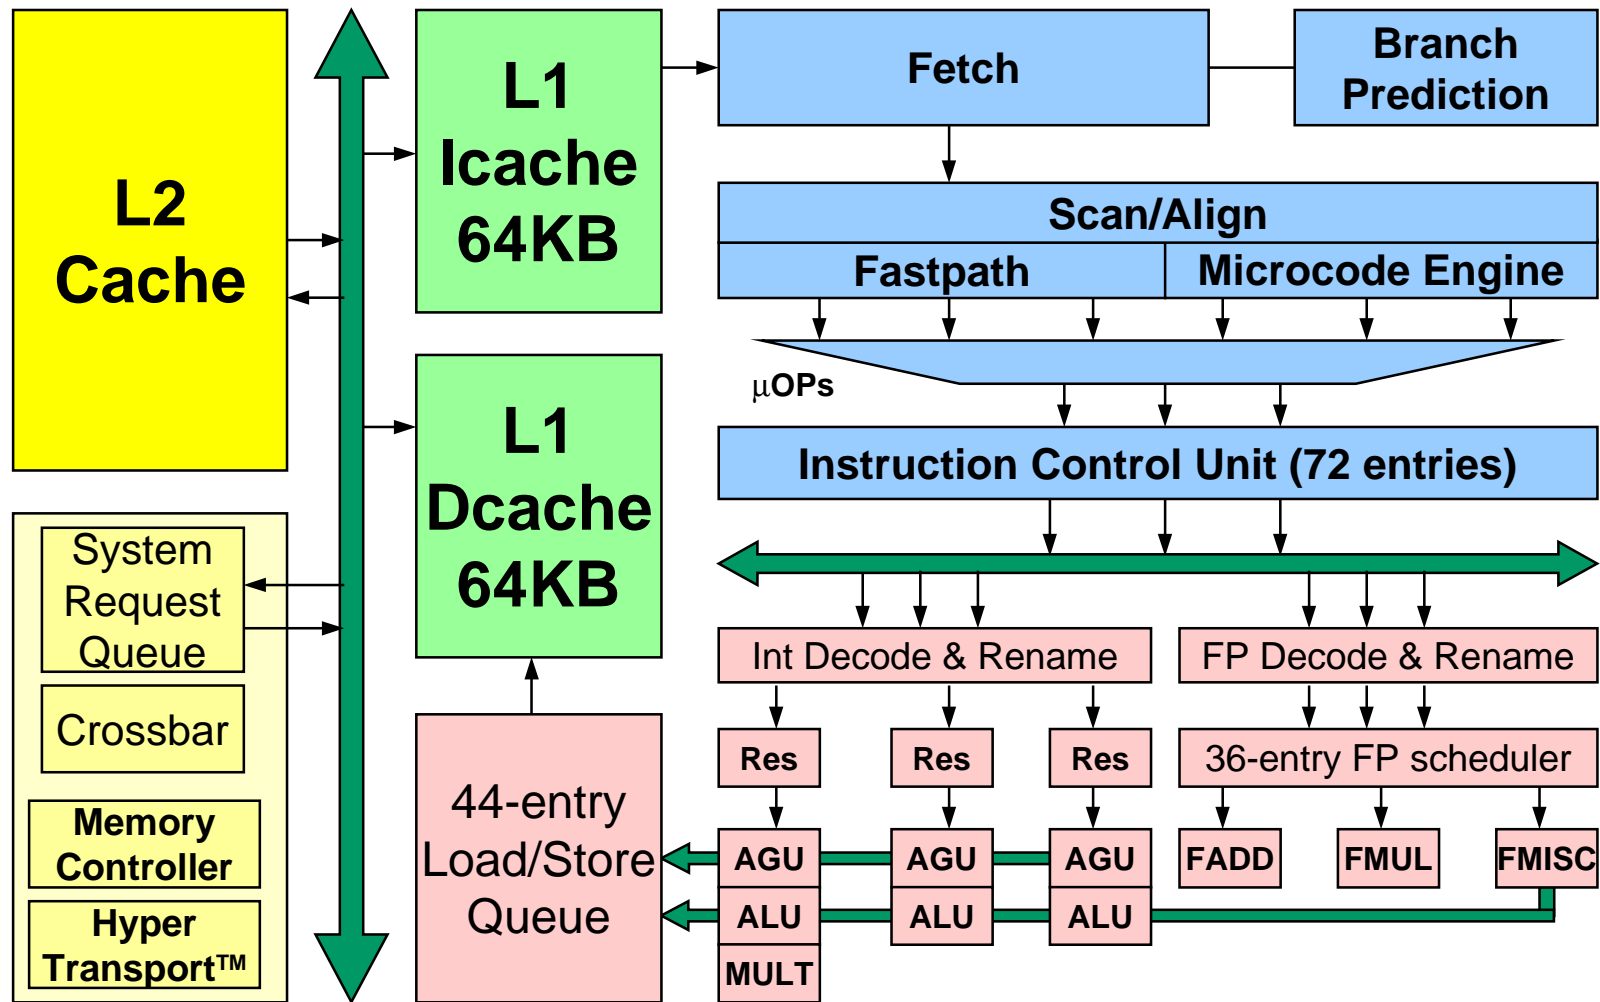 L2
Cache
L1
Icache
64KB
Fetch
Branch
Prediction
Scan/Align
Fastpath
Microcode Engine
μOPs
L1
Dcache
64KB
Instruction Control Unit (72 entries)
System
Request
Queue
Crossbar
Memory
Controller
Hyper
Transport™
Int Decode & Rename
FP Decode & Rename
Res
Res
Res
36-entry FP scheduler
44-entry
Load/Store
Queue
AGU
AGU
AGU
FADD
FMUL
FMISC
ALU
ALU
ALU
MULT